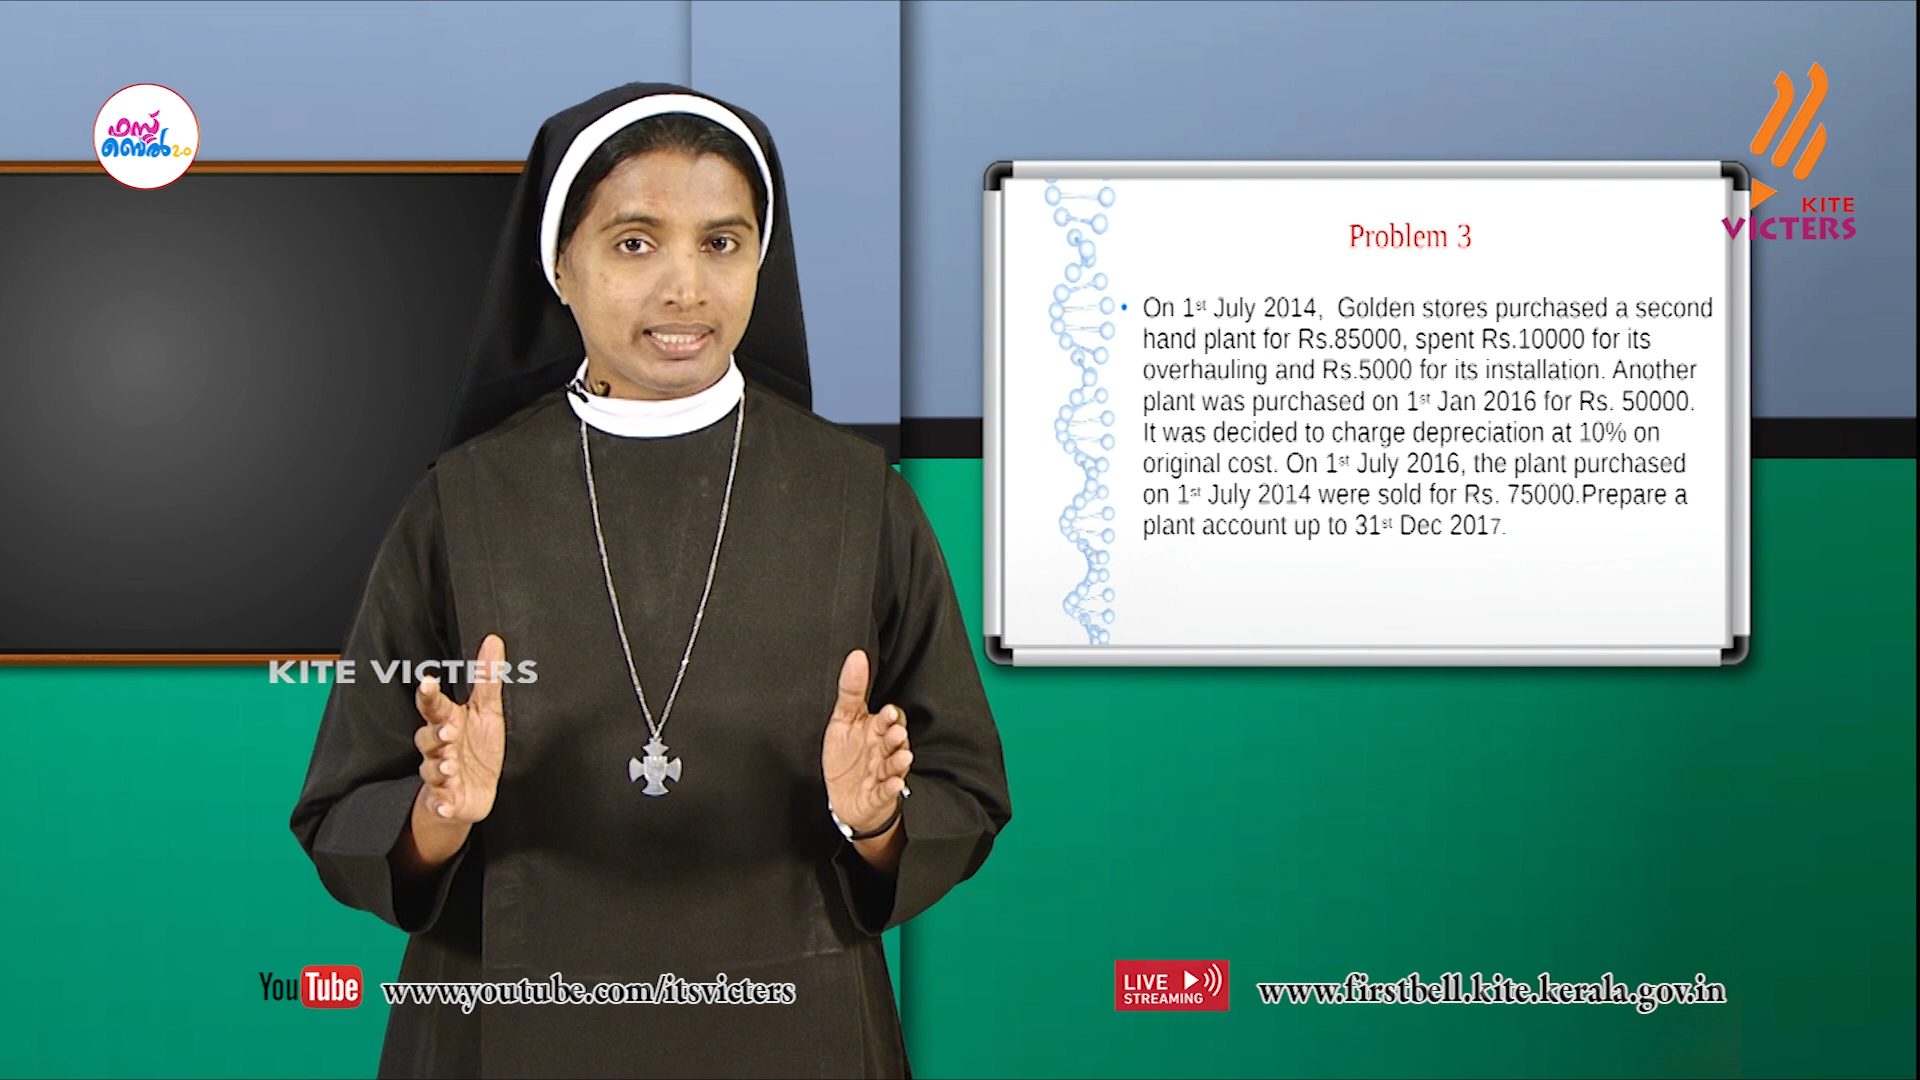 ഫസ്റ്റ്
ബെൽ 2.0
KITE
VICTERS
Problem 3
• On 1st July 2014, Golden stores purchased a second
hand plant for Rs.85000, spent Rs.10000 for its
overhauling and Rs.5000 for its installation. Another
plant was purchased on 1st Jan 2016 for Rs. 50000.
It was decided to charge depreciation at 10% on
original cost. On 1st July 2016, the plant purchased
on 1st July 2014 were sold for Rs. 75000.Prepare a
plant account up to 31st Dec 2017.
KITE VICTERS
YouTube www.youtube.com/itsvicters
LIVE
STREAMING
www.firstbell.kite.kerala.gov.in